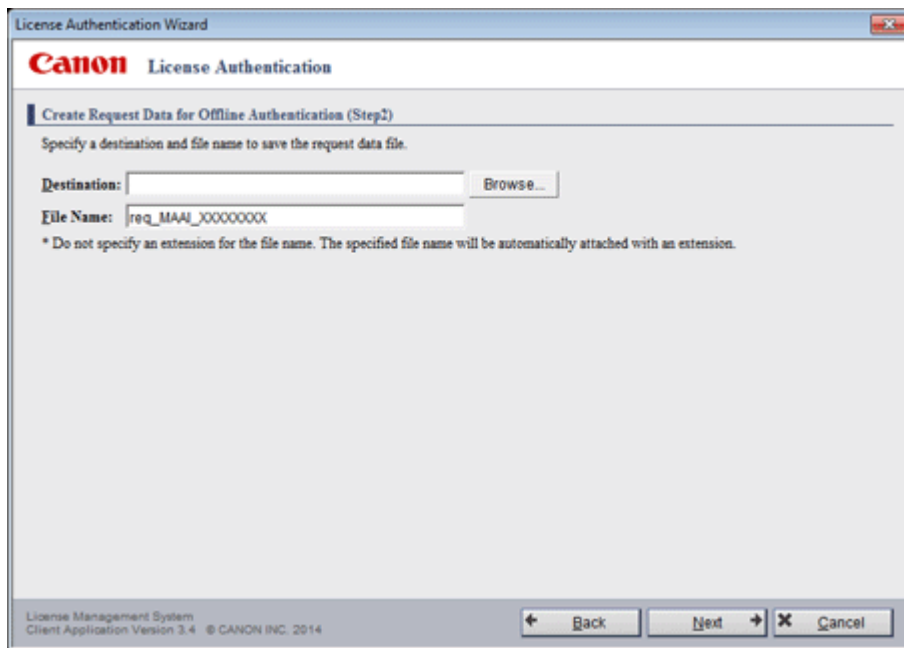 License Authentication Wizard
Canon License Authentication
Create Request Data for Offline Authentication (Step2)
Specify a destination and file name to save the request data file.
Destination: Browse...
File Name: req_MAAI_XXXXXXXX
* Do not specify an extension for the file name. The specified file name will be automatically attached with an extension.
License Management System
Client Application Version 3.4 © CANON INC. 2014
Back Next Cancel